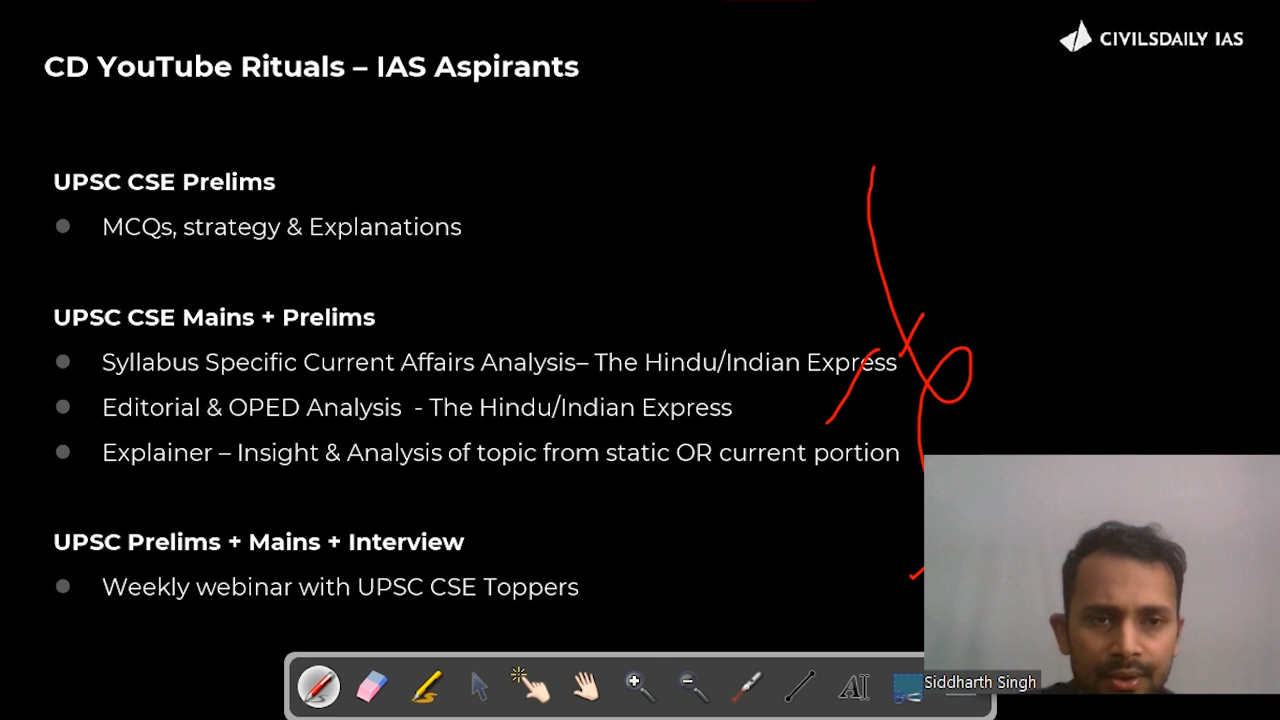 CIVILSDAILY IAS
CD YouTube Rituals – IAS Aspirants
UPSC CSE Prelims
MCQs, strategy & Explanations
UPSC CSE Mains + Prelims
Syllabus Specific Current Affairs Analysis– The Hindu/Indian Express
Editorial & OPED Analysis - The Hindu/Indian Express
Explainer – Insight & Analysis of topic from static OR current portion
UPSC Prelims + Mains + Interview
Weekly webinar with UPSC CSE Toppers
AI
Siddharth Singh